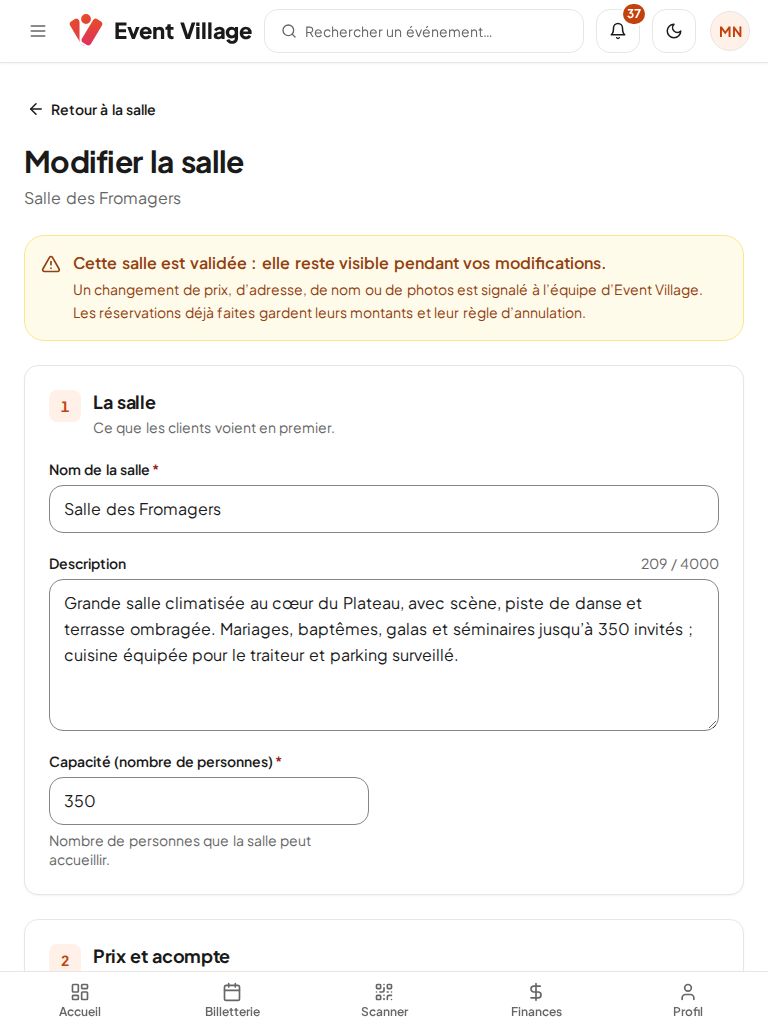 Event Village
Rechercher un événement…
37
MN
Retour à la salle
Modifier la salle
Salle des Fromagers
Cette salle est validée : elle reste visible pendant vos modifications.
Un changement de prix, d’adresse, de nom ou de photos est signalé à l’équipe d’Event Village.
Les réservations déjà faites gardent leurs montants et leur règle d’annulation.
1
La salle
Ce que les clients voient en premier.
Nom de la salle *
Salle des Fromagers
Description
209 / 4000
Grande salle climatisée au cœur du Plateau, avec scène, piste de danse et
terrasse ombragée. Mariages, baptêmes, galas et séminaires jusqu’à 350 invités ;
cuisine équipée pour le traiteur et parking surveillé.
Capacité (nombre de personnes) *
350
Nombre de personnes que la salle peut
accueillir.
2
Prix et acompte
Accueil
Billetterie
Scanner
Finances
Profil